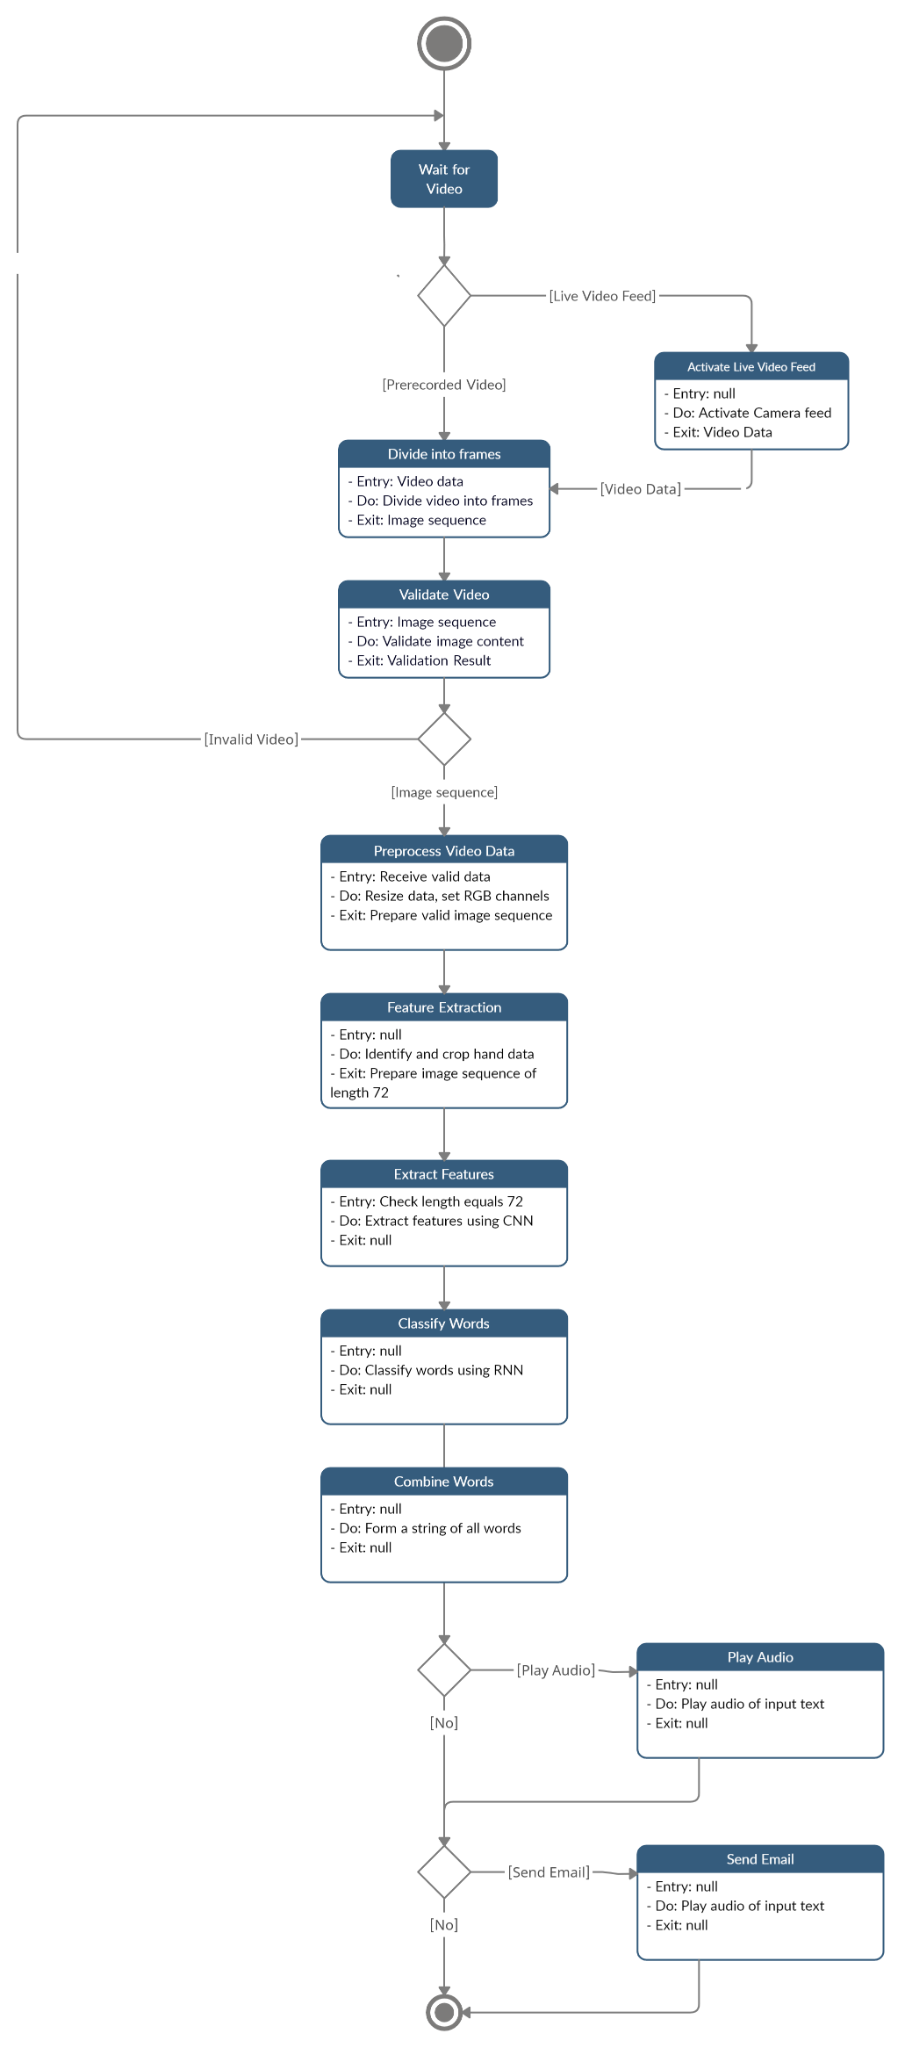 Wait for
Video
[Live Video Feed]
Activate Live Video Feed
- Entry: null
- Do: Activate Camera feed
- Exit: Video Data
[Prerecorded Video]
Divide into frames
- Entry: Video data
- Do: Divide video into frames
- Exit: Image sequence
[Video Data]
Validate Video
- Entry: Image sequence
- Do: Validate image content
- Exit: Validation Result
[Invalid Video]
[Image sequence]
Preprocess Video Data
- Entry: Receive valid data
- Do: Resize data, set RGB channels
- Exit: Prepare valid image sequence
Feature Extraction
- Entry: null
- Do: Identify and crop hand data
- Exit: Prepare image sequence of
length 72
Extract Features
- Entry: Check length equals 72
- Do: Extract features using CNN
- Exit: null
Classify Words
- Entry: null
- Do: Classify words using RNN
- Exit: null
Combine Words
- Entry: null
- Do: Form a string of all words
- Exit: null
[Play Audio]
Play Audio
- Entry: null
- Do: Play audio of input text
- Exit: null
[No]
[Send Email]
Send Email
- Entry: null
- Do: Play audio of input text
- Exit: null
[No]